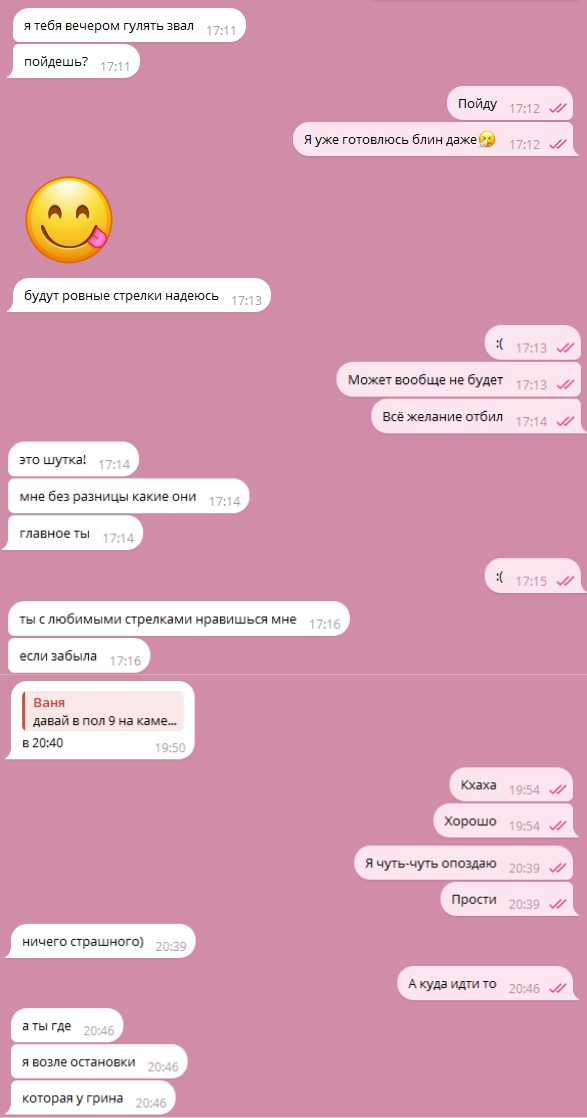 я тебя вечером гулять звал 17:11
пойдешь? 17:11
Пойду 17:12
Я уже готовлюсь блин даже🤧 17:12
будут ровные стрелки надеюсь 17:13
:( 17:13
Может вообще не будет 17:13
Всё желание отбил 17:14
это шутка! 17:14
мне без разницы какие они 17:14
главное ты 17:14
:( 17:15
ты с любимыми стрелками нравишься мне 17:16
если забыла 17:16
Ваня
давай в пол 9 на каме...
в 20:40 19:50
Кхаха 19:54
Хорошо 19:54
Я чуть-чуть опоздаю 20:39
Прости 20:39
ничего страшного) 20:39
А куда идти то 20:46
а ты где 20:46
я возле остановки 20:46
которая у грина 20:46